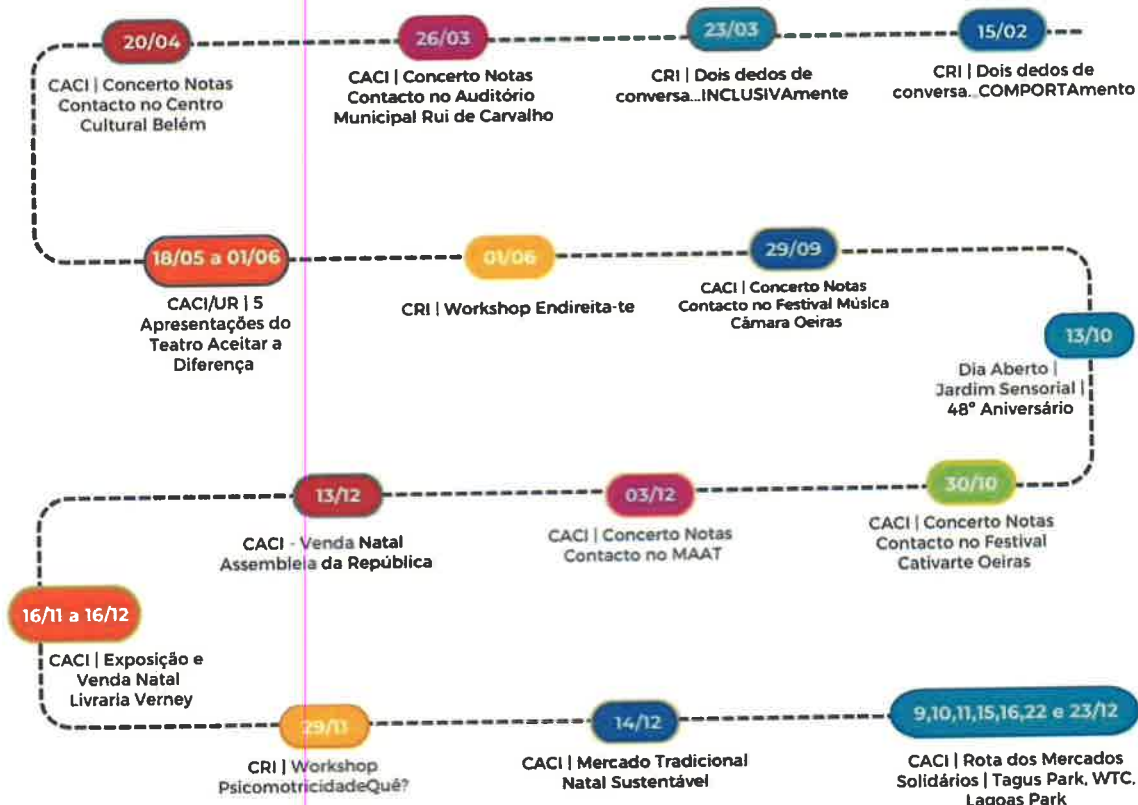 20/04
CACI | Concerto Notas
Contacto no Centro
Cultural Belém
26/03
CACI | Concerto Notas
Contacto no Auditório
Municipal Rui de Carvalho
23/03
CRI | Dois dedos de
conversa...INCLUSIVAmente
15/02
CRI | Dois dedos de
conversa...COMPORTAmento
18/05 a 01/06
CACI/UR | 5
Apresentações do
Teatro Aceitar a
Diferença
01/06
CRI | Workshop Endireita-te
29/09
CACI | Concerto Notas
Contacto no Festival Música
Câmara Oeiras
13/10
Dia Aberto |
Jardim Sensorial |
48º Aniversário
13/12
CACI - Venda Natal
Assembleia da República
03/12
CACI | Concerto Notas
Contacto no MAAT
30/10
CACI | Concerto Notas
Contacto no Festival
Cativarte Oeiras
16/11 a 16/12
CACI | Exposição e
Venda Natal
Livraria Verney
29/11
CRI | Workshop
PsicomotricidadeQuê?
14/12
CACI | Mercado Tradicional
Natal Sustentável
9,10,11,15,16,22 e 23/12
CACI | Rota dos Mercados
Solidários | Tagus Park, WTC,
Lagoas Park